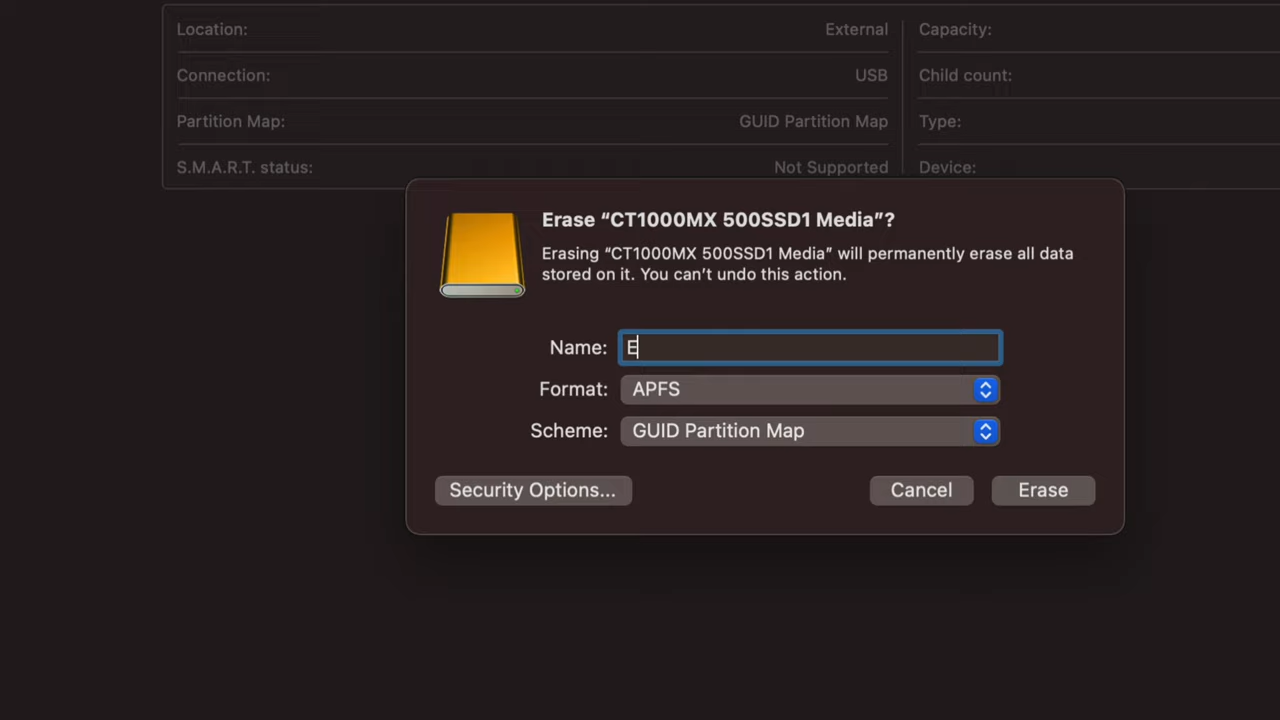 Location: External Capacity:
Connection: USB Child count:
Partition Map: GUID Partition Map Type:
S.M.A.R.T. status: Not Supported Device:
Erase “CT1000MX 500SSD1 Media”?
Erasing “CT1000MX 500SSD1 Media” will permanently erase all data
stored on it. You can’t undo this action.
Name: E
Format: APFS
Scheme: GUID Partition Map
Security Options... Cancel Erase